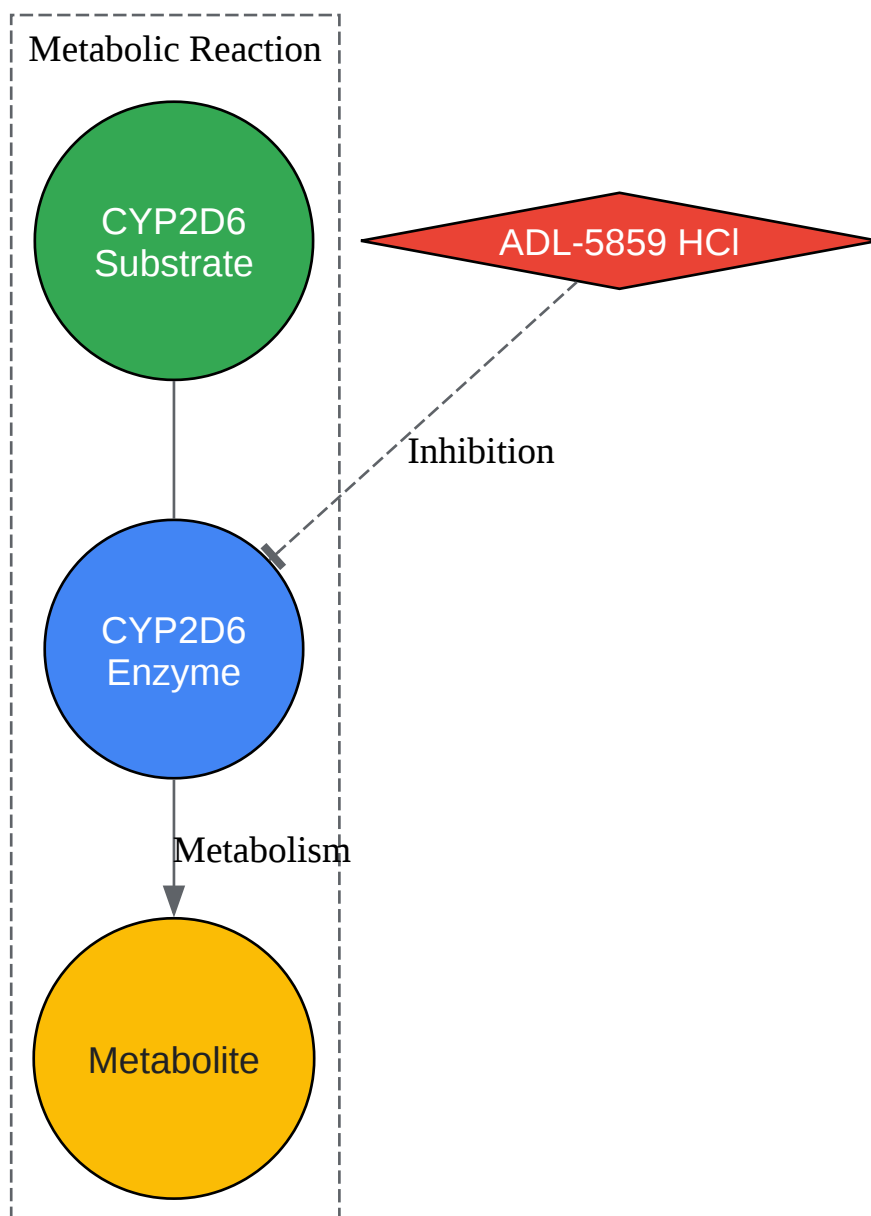 Metabolic Reaction
CYP2D6
Substrate
ADL-5859 HCl
Inhibition
CYP2D6
Enzyme
Metabolism
Metabolite